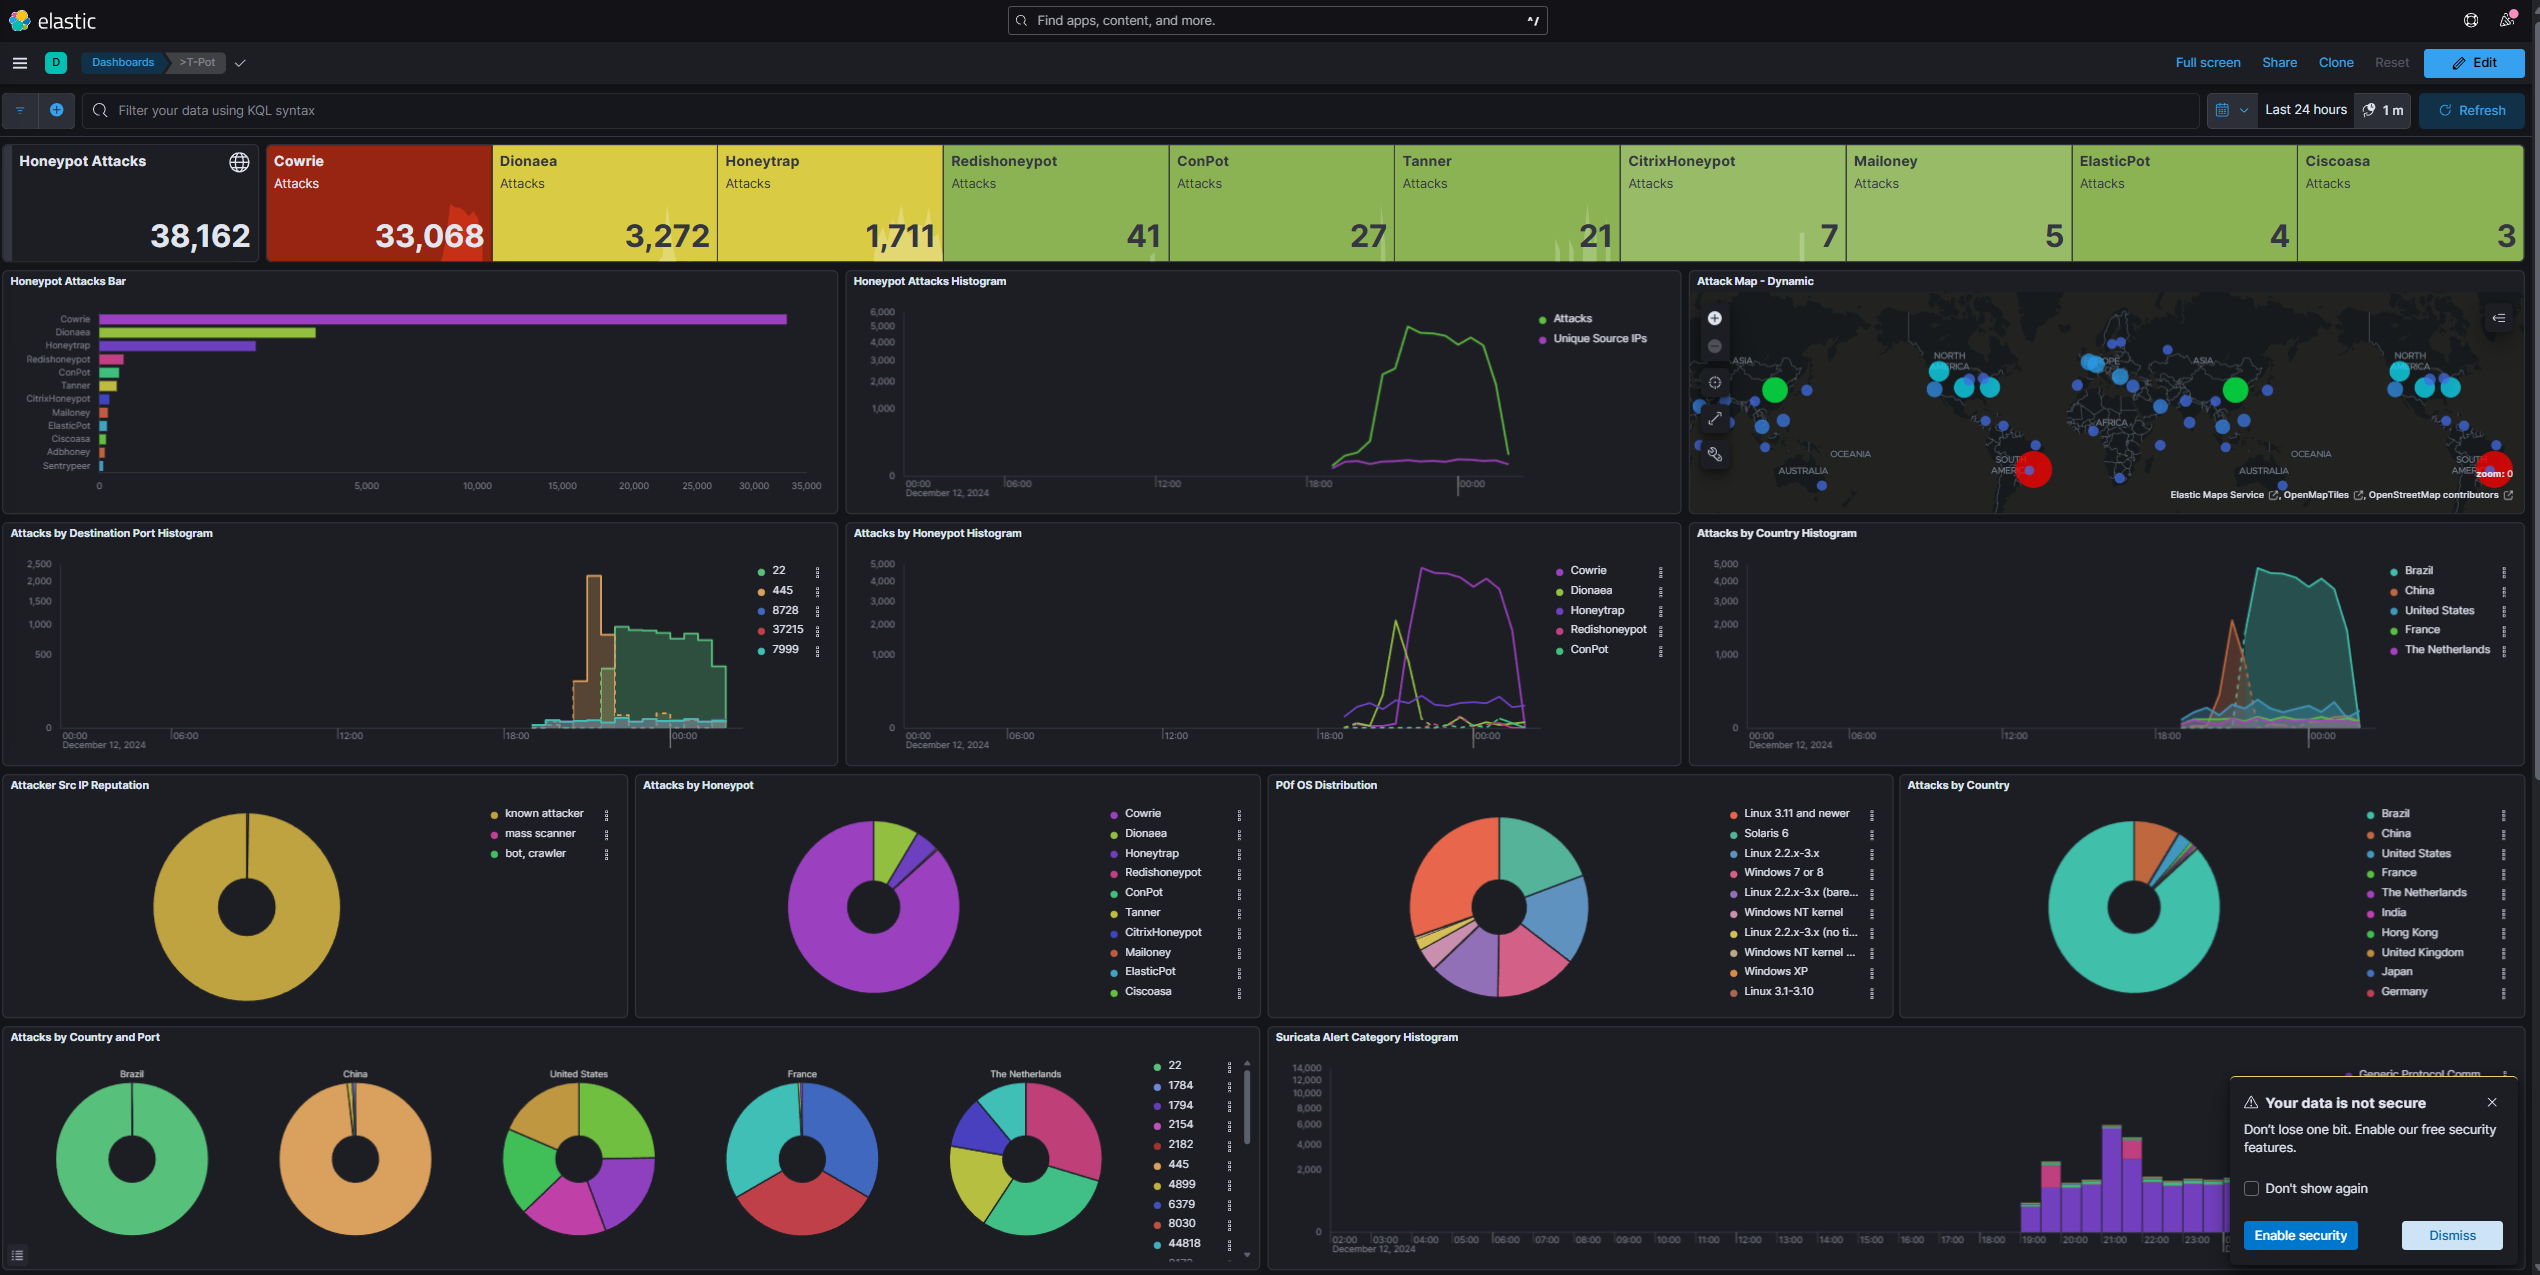 elastic
Find apps, content, and more.
^/
D
Dashboards
>T-Pot
Full screen
Share
Clone
Reset
Edit
Filter your data using KQL syntax
Last 24 hours
1 m
Refresh
Honeypot Attacks
38,162
Cowrie
Attacks
33,068
Dionaea
Attacks
3,272
Honeytrap
Attacks
1,711
Redishoneypot
Attacks
41
ConPot
Attacks
27
Tanner
Attacks
21
CitrixHoneypot
Attacks
7
Mailoney
Attacks
5
ElasticPot
Attacks
4
Ciscoasa
Attacks
3
Honeypot Attacks Bar
Cowrie
Dionaea
Honeytrap
Redishoneypot
ConPot
Tanner
CitrixHoneypot
Mailoney
ElasticPot
Ciscoasa
Adbhoney
Sentrypeer
0 5,000 10,000 15,000 20,000 25,000 30,000 35,000
Honeypot Attacks Histogram
6,000
5,000
4,000
3,000
2,000
1,000
0
00:00 06:00 12:00 18:00 00:00
December 12, 2024
Attacks
Unique Source IPs
Attack Map - Dynamic
ASIA
NORTH AMERICA
EUROPE
ASIA
NORTH AMERICA
AFRICA
OCEANIA
AUSTRALIA
SOUTH AMERICA
OCEANIA
AUSTRALIA
SOUTH
AMER
zoom: 0
Elastic Maps Service , OpenMapTiles , OpenStreetMap contributors
Attacks by Destination Port Histogram
2,500
2,000
1,500
1,000
500
0
00:00 06:00 12:00 18:00 00:00
December 12, 2024
22
445
8728
37215
7999
Attacks by Honeypot Histogram
5,000
4,000
3,000
2,000
1,000
0
00:00 06:00 12:00 18:00 00:00
December 12, 2024
Cowrie
Dionaea
Honeytrap
Redishoneypot
ConPot
Attacks by Country Histogram
5,000
4,000
3,000
2,000
1,000
0
00:00 06:00 12:00 18:00 00:00
December 12, 2024
Brazil
China
United States
France
The Netherlands
Attacker Src IP Reputation
known attacker
mass scanner
bot, crawler
Attacks by Honeypot
Cowrie
Dionaea
Honeytrap
Redishoneypot
ConPot
Tanner
CitrixHoneypot
Mailoney
ElasticPot
Ciscoasa
P0f OS Distribution
Linux 3.11 and newer
Solaris 6
Linux 2.2.x-3.x
Windows 7 or 8
Linux 2.2.x-3.x (bare...
Windows NT kernel
Linux 2.2.x-3.x (no ti...
Windows NT kernel ...
Windows XP
Linux 3.1-3.10
Attacks by Country
Brazil
China
United States
France
The Netherlands
India
Hong Kong
United Kingdom
Japan
Germany
Attacks by Country and Port
Brazil
China
United States
France
The Netherlands
22
1784
1794
2154
2182
445
4899
6379
8030
44818
Suricata Alert Category Histogram
14,000
12,000
10,000
8,000
6,000
4,000
2,000
0
02:00 03:00 04:00 05:00 06:00 07:00 08:00 09:00 10:00 11:00 12:00 13:00 14:00 15:00 16:00 17:00 18:00 19:00 20:00 21:00 22:00 23:00
December 12, 2024
Generic Protocol Comm
Your data is not secure
Don't lose one bit. Enable our free security
features.
Don't show again
Enable security
Dismiss